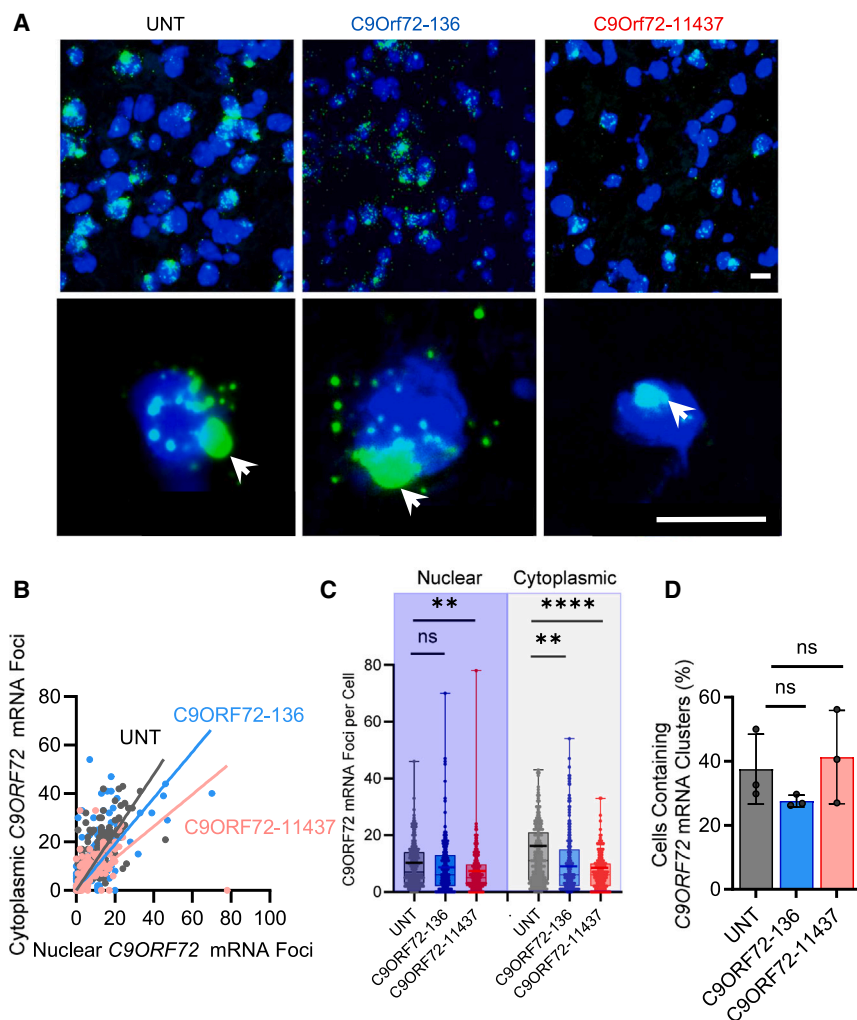 A
UNT
C9Orf72-136
C9Orf72-11437
B
Cytoplasmic C9ORF72 mRNA Foci
80
60
40
20
0
0 20 40 60 80 100
Nuclear C9ORF72 mRNA Foci
UNT
C9ORF72-136
C9ORF72-11437
C
Nuclear
Cytoplasmic
**
ns
****
**
C9ORF72 mRNA Foci per Cell
80
60
40
20
0
UNT
C9ORF72-136
C9ORF72-11437
UNT
C9ORF72-136
C9ORF72-11437
D
ns
ns
Cells Containing
C9ORF72 mRNA Clusters (%)
60
40
20
0
UNT
C9ORF72-136
C9ORF72-11437